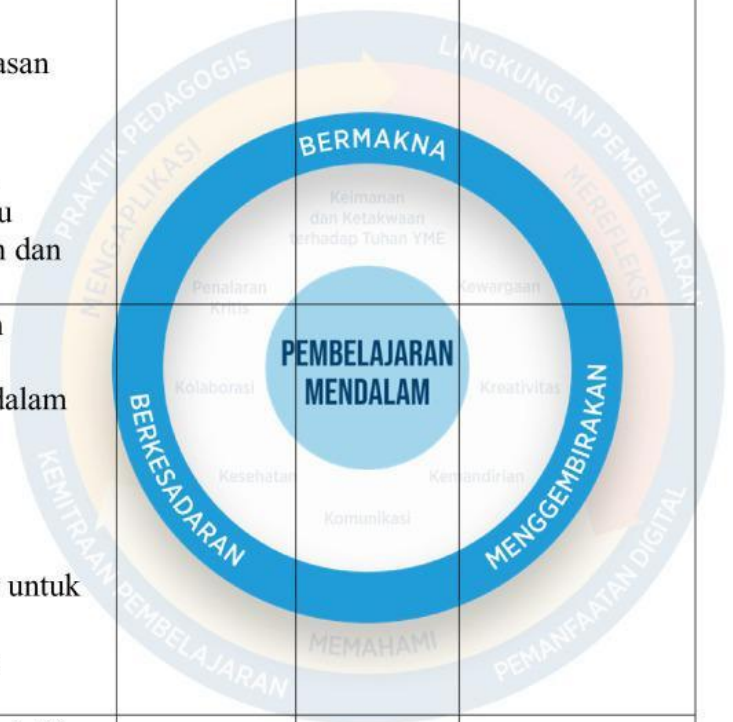 dan
dalam
untuk
PRAKTIK PEDAGOGIS
LINGKUNGAN PEMBELAJARAN
MENGAPLIKASI
MEREFLEKSI
BERMAKNA
Keimanan
dan Ketakwaan
terhadap Tuhan YME
Penalaran
Kritis
Kewargaan
PEMBELAJARAN
MENDALAM
Kolaborasi
Kreativitas
BERKESADARAN
MENGGEMBIRAKAN
Kesehatan
Kemandirian
Komunikasi
KEMITRAAN PEMBELAJARAN
MEMAHAMI
PEMANFAATAN DIGITAL